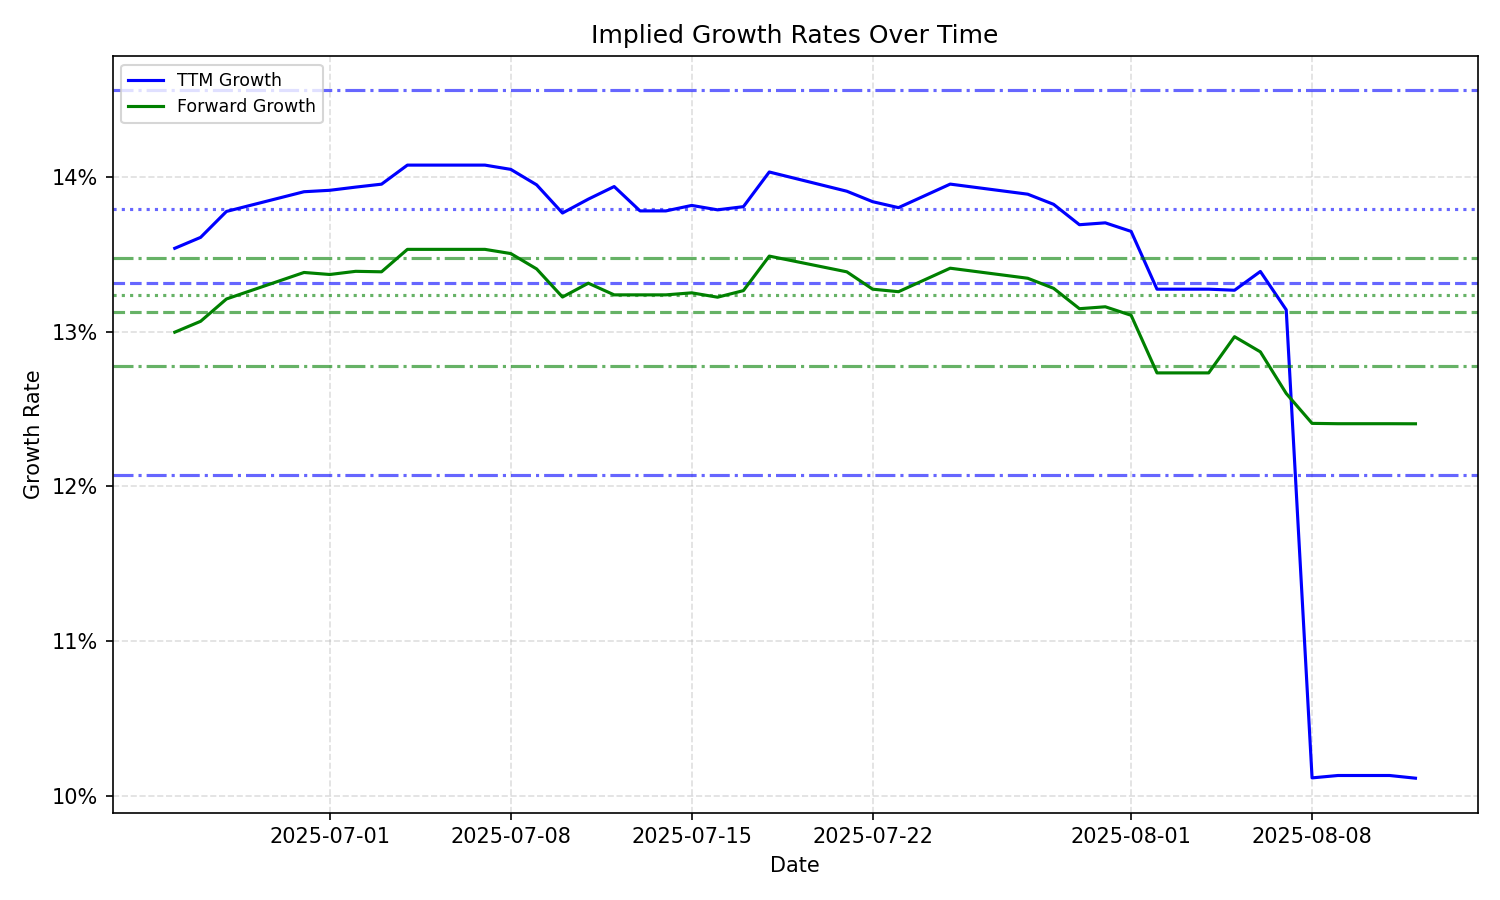 Implied Growth Rates Over Time
TTM Growth
Forward Growth
Growth Rate
14%
13%
12%
11%
10%
2025-07-01
2025-07-08
2025-07-15
2025-07-22
2025-08-01
2025-08-08
Date